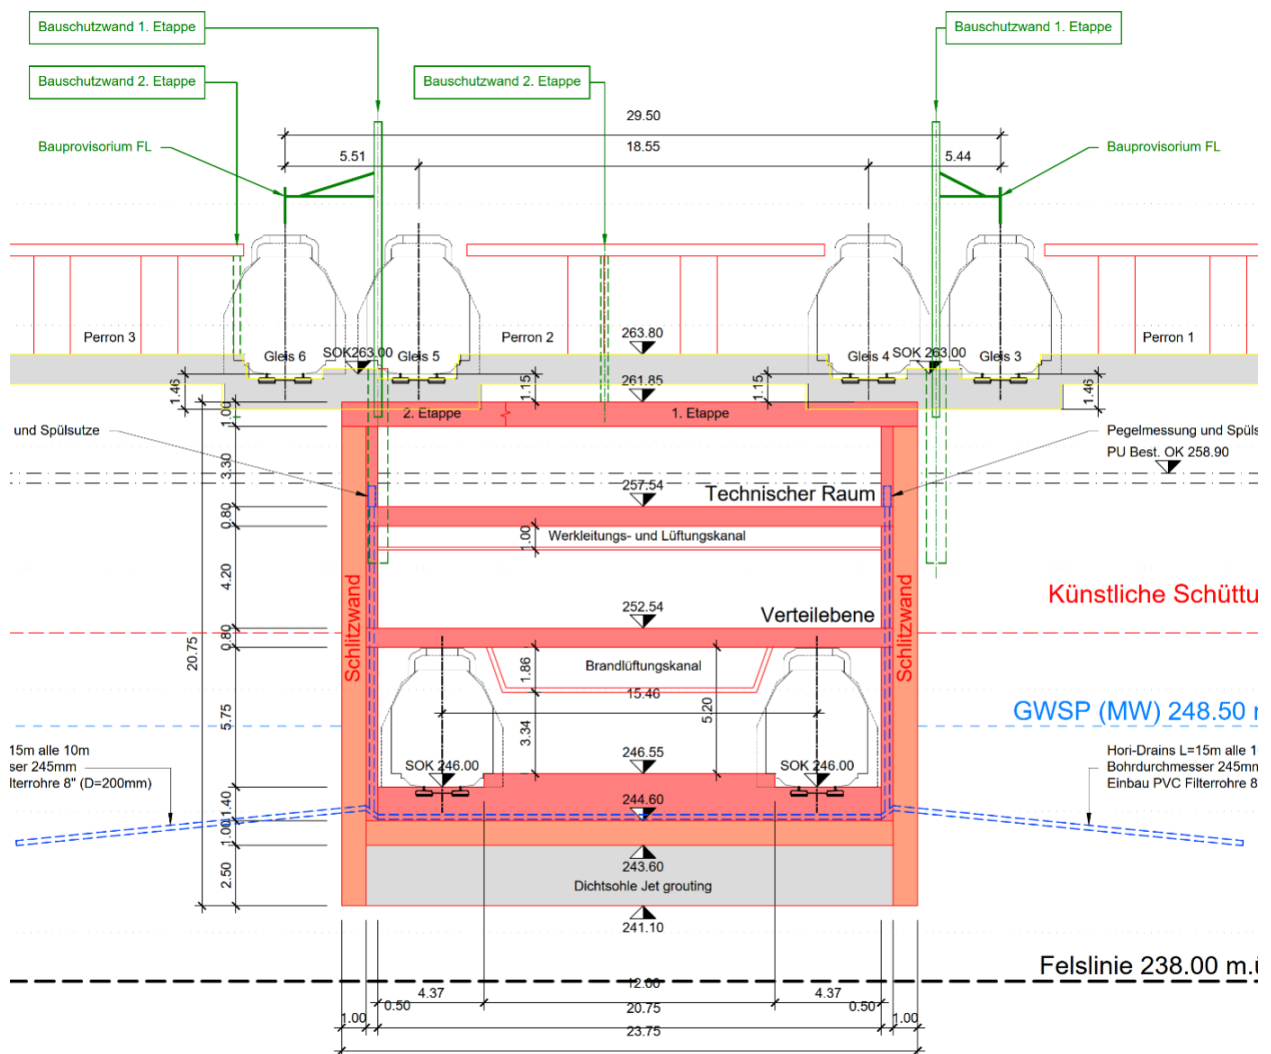 Bauschutzwand 1. Etappe
Bauschutzwand 1. Etappe
Bauschutzwand 2. Etappe
Bauschutzwand 2. Etappe
29.50
18.55
5.51
5.44
Bauprovisorium FL
Bauprovisorium FL
Perron 3
Perron 2
263.80
Perron 1
Gleis 6
SOK263.00
Gleis 5
Gleis 4
SOK 263.00
Gleis 3
1.46
1.15
261.85
1.15
1.46
1.00
2. Etappe
1. Etappe
und Spülsutze
Pegelmessung und Spüls
PU Best. OK 258.90
3.30
257.54
Technischer Raum
0.80
1.00
Werkleitungs- und Lüftungskanal
4.20
Schlitzwand
Schlitzwand
Künstliche Schüttu
252.54
Verteilebene
0.80
20.75
1.86
Brandlüftungskanal
15.46
5.20
5.75
3.34
GWSP (MW) 248.50
15m alle 10m
ser 245mm
lterrohre 8" (D=200mm)
SOK 246.00
246.55
SOK 246.00
Hori-Drains L=15m alle 1
Bohrdurchmesser 245mm
Einbau PVC Filterrohre 8
1.40
244.60
1.00
243.60
2.50
Dichtsohle Jet grouting
241.10
Felslinie 238.00 m.ü
12.00
4.37
4.37
0.50
20.75
0.50
1.00
23.75
1.00